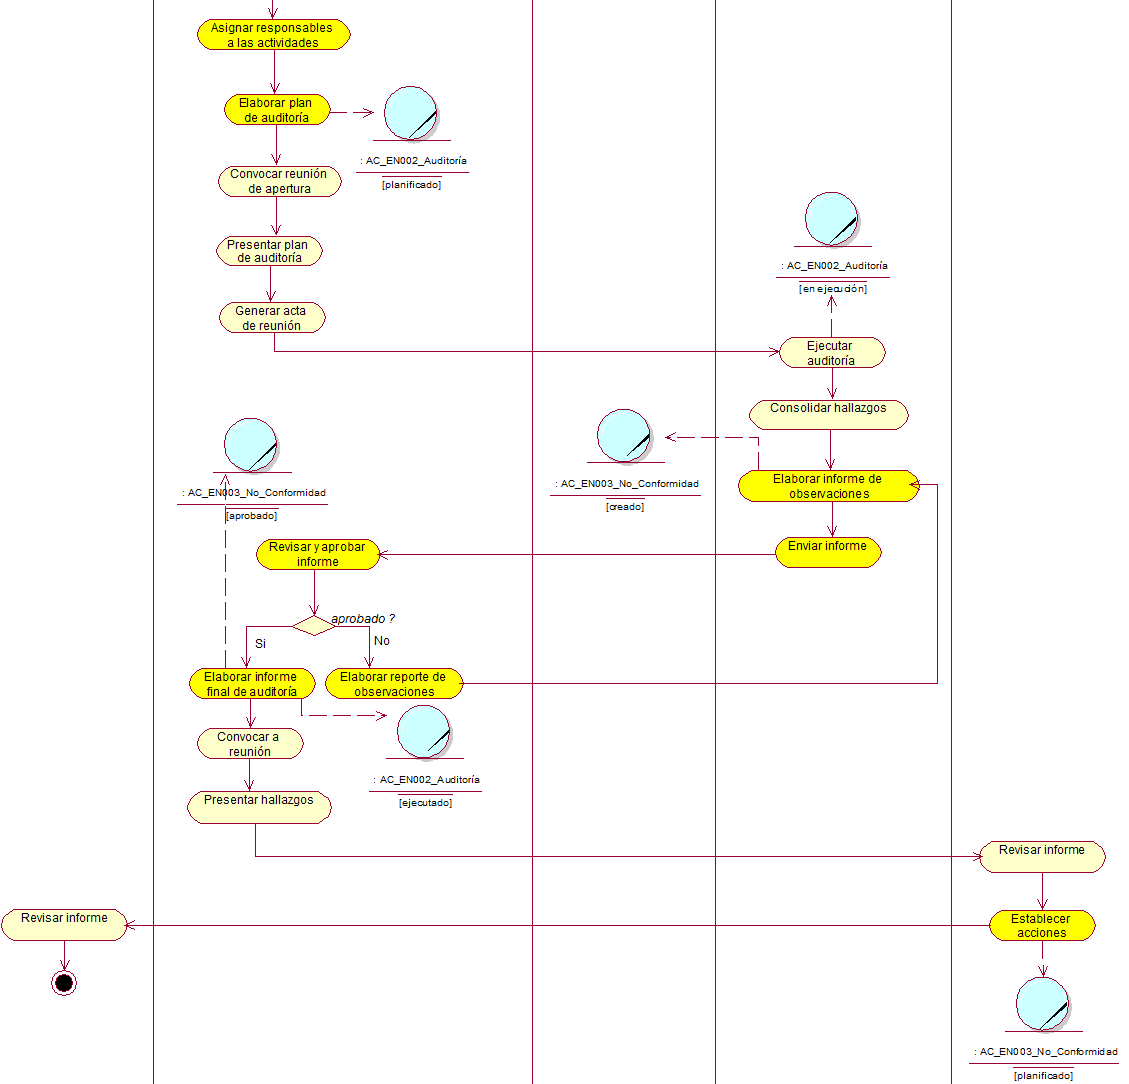 Asignar responsables
a las actividades
Elaborar plan
de auditoría
: AC_EN002_Auditoría
[planificado]
Convocar reunión
de apertura
Presentar plan
de auditoría
Generar acta
de reunión
: AC_EN002_Auditoría
[en ejecución]
Ejecutar
auditoría
Consolidar hallazgos
: AC_EN003_No_Conformidad
[creado]
Elaborar informe de
observaciones
Enviar informe
: AC_EN003_No_Conformidad
[aprobado]
Revisar y aprobar
informe
aprobado ?
Si
No
Elaborar informe
final de auditoría
Elaborar reporte de
observaciones
Convocar a
reunión
: AC_EN002_Auditoría
[ejecutado]
Presentar hallazgos
Revisar informe
Establecer
acciones
Revisar informe
: AC_EN003_No_Conformidad
[planificado]